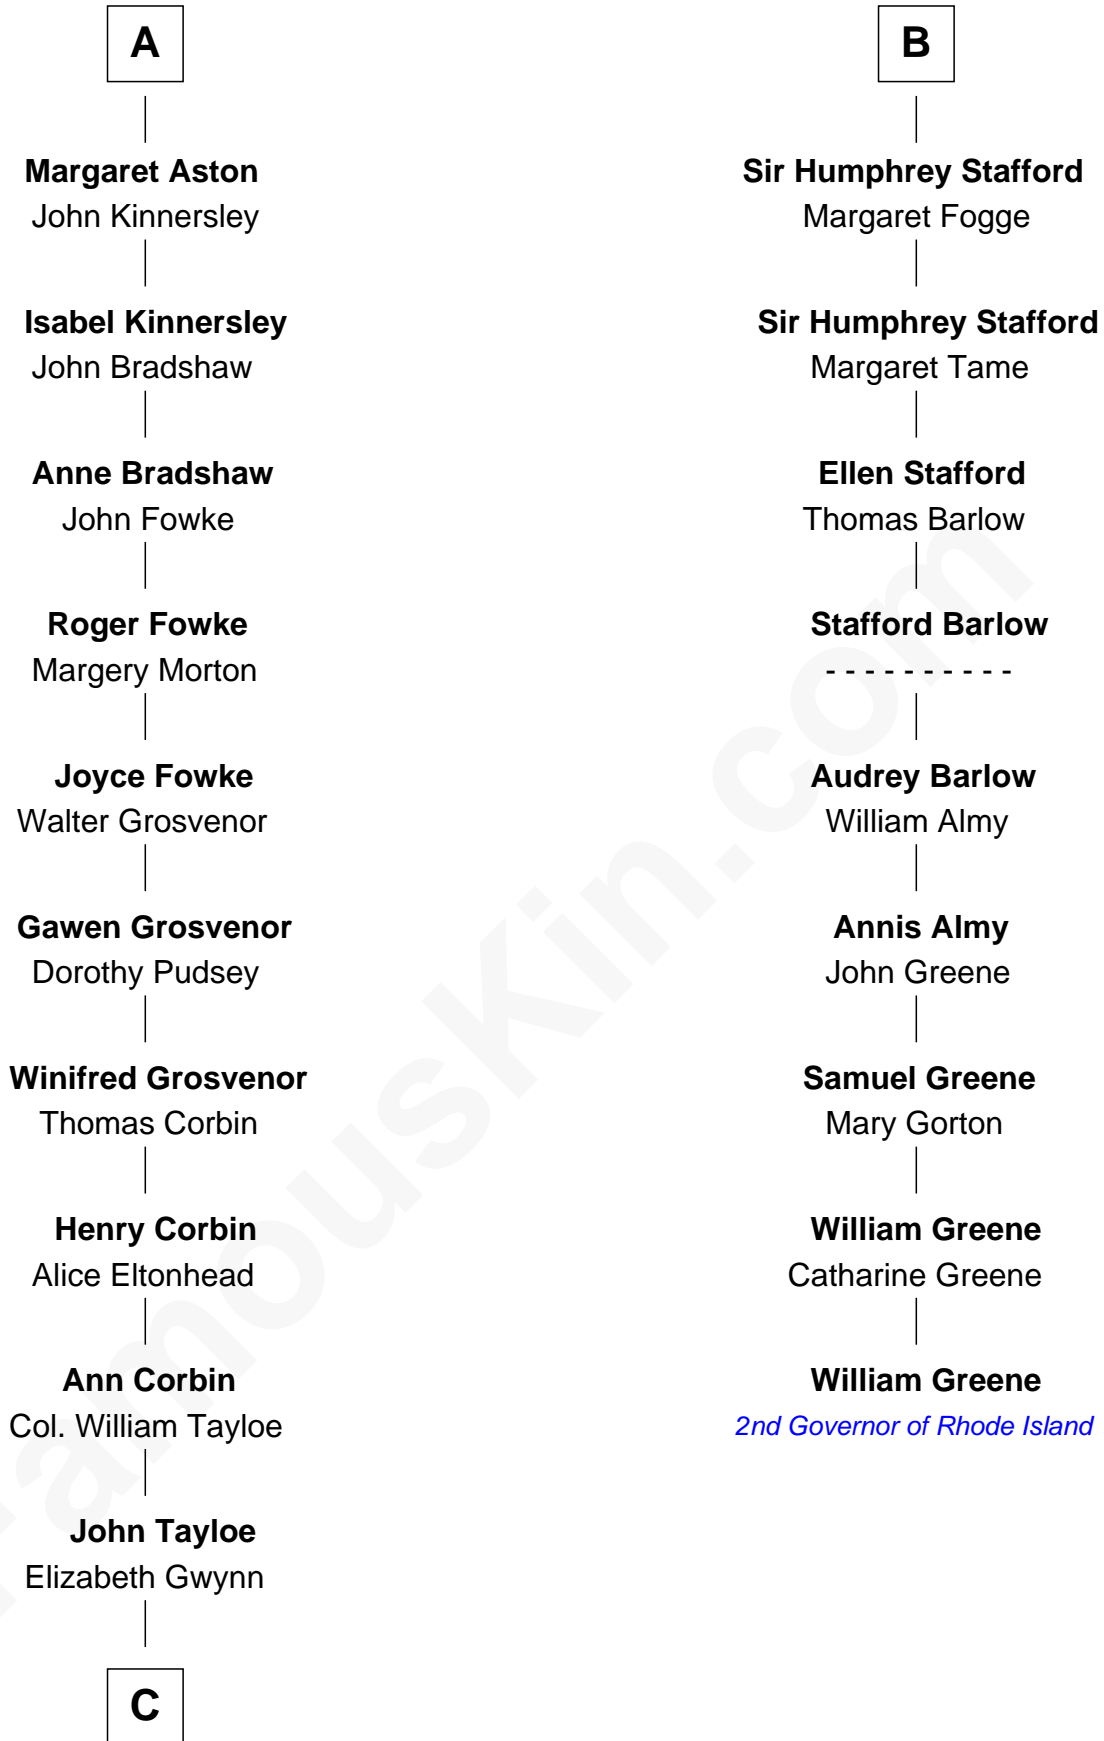 A
Margaret Aston
John Kinnersley
Isabel Kinnersley
John Bradshaw
Anne Bradshaw
John Fowke
Roger Fowke
Margery Morton
Joyce Fowke
Walter Grosvenor
Gawen Grosvenor
Dorothy Pudsey
Winifred Grosvenor
Thomas Corbin
Henry Corbin
Alice Eltonhead
Ann Corbin
Col. William Tayloe
John Tayloe
Elizabeth Gwynn
C
B
Sir Humphrey Stafford
Margaret Fogge
Sir Humphrey Stafford
Margaret Tame
Ellen Stafford
Thomas Barlow
Stafford Barlow
- - - - - - - - - -
Audrey Barlow
William Almy
Annis Almy
John Greene
Samuel Greene
Mary Gorton
William Greene
Catharine Greene
William Greene
2nd Governor of Rhode Island
FamousKin.com